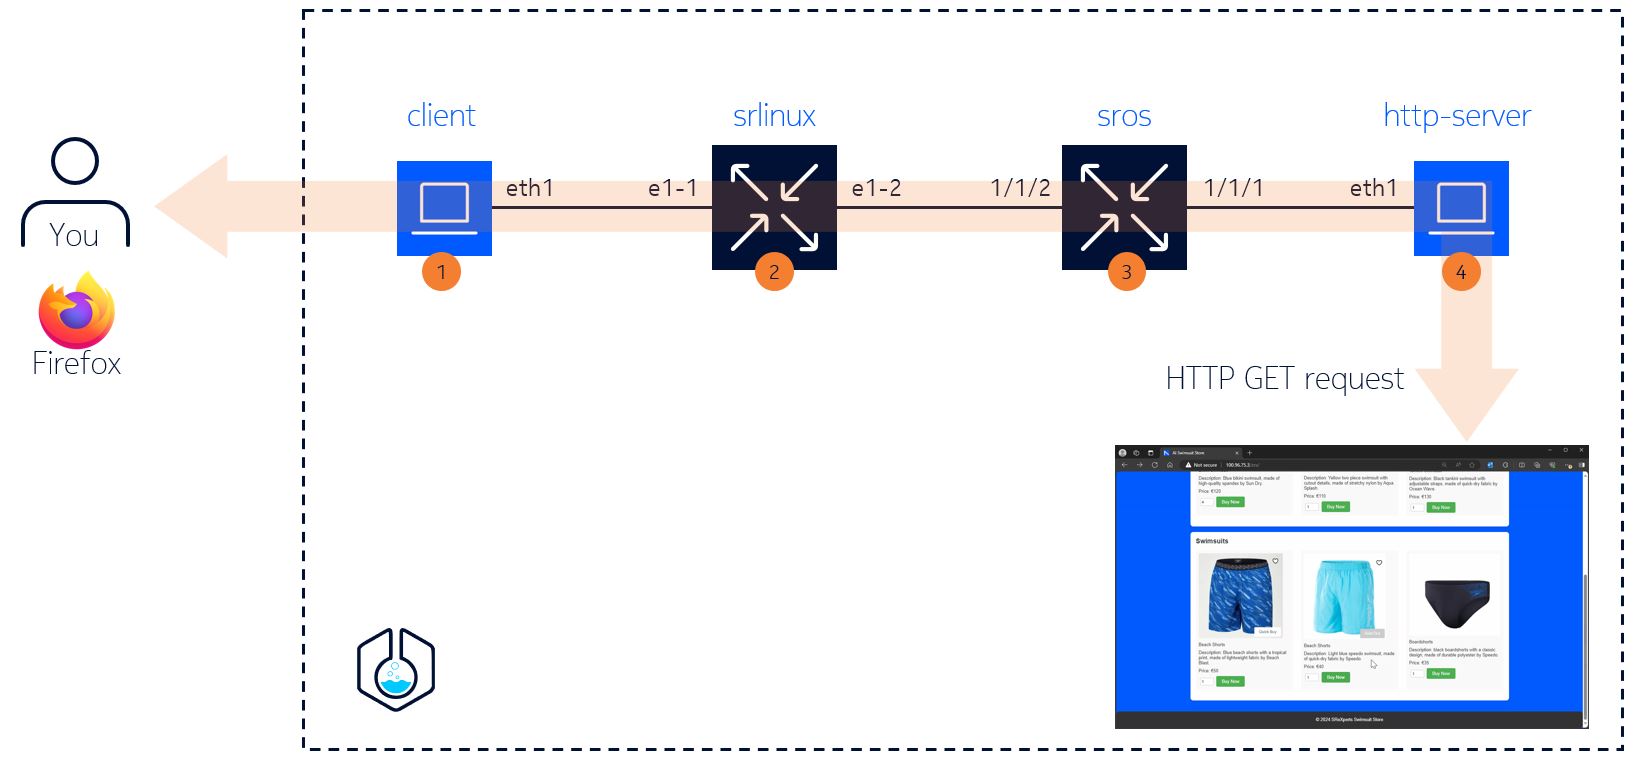 client
srlinux
sros
http-server
eth1
e1-1
e1-2
1/1/2
1/1/1
eth1
You
1
2
3
4
Firefox
HTTP GET request
AI Swimsuit Store
Not secure
100.96.75.3
Description: Blue bikini swimsuit, made of
high-quality spandex by Sun Dry.
Price: €120
Buy Now
Description: Yellow two piece swimsuit with
cutout details, made of stretchy nylon by Aqua
Splash
Price: €110
1
Buy Now
Description: Black tankini swimsuit with
adjustable straps, made of quick-dry fabric by
Ocean Wave.
Price: €130
1
Buy Now
Swimsuits
Quick Buy
Beach Shorts
Description: Blue beach shorts with a tropical
print, made of lightweight fabric by Beach
Blast.
Price: €50
1
Buy Now
Beach Shorts
Description: Light blue speedo swimsuit, made
of quick-dry fabric by Speedo.
Price: €40
1
Buy Now
Boardshorts
Description: black boardshorts with a classic
design, made of durable polyester by Speedo.
Price: €35
1
Buy Now
© 2024 SReXperts Swimsuit Store